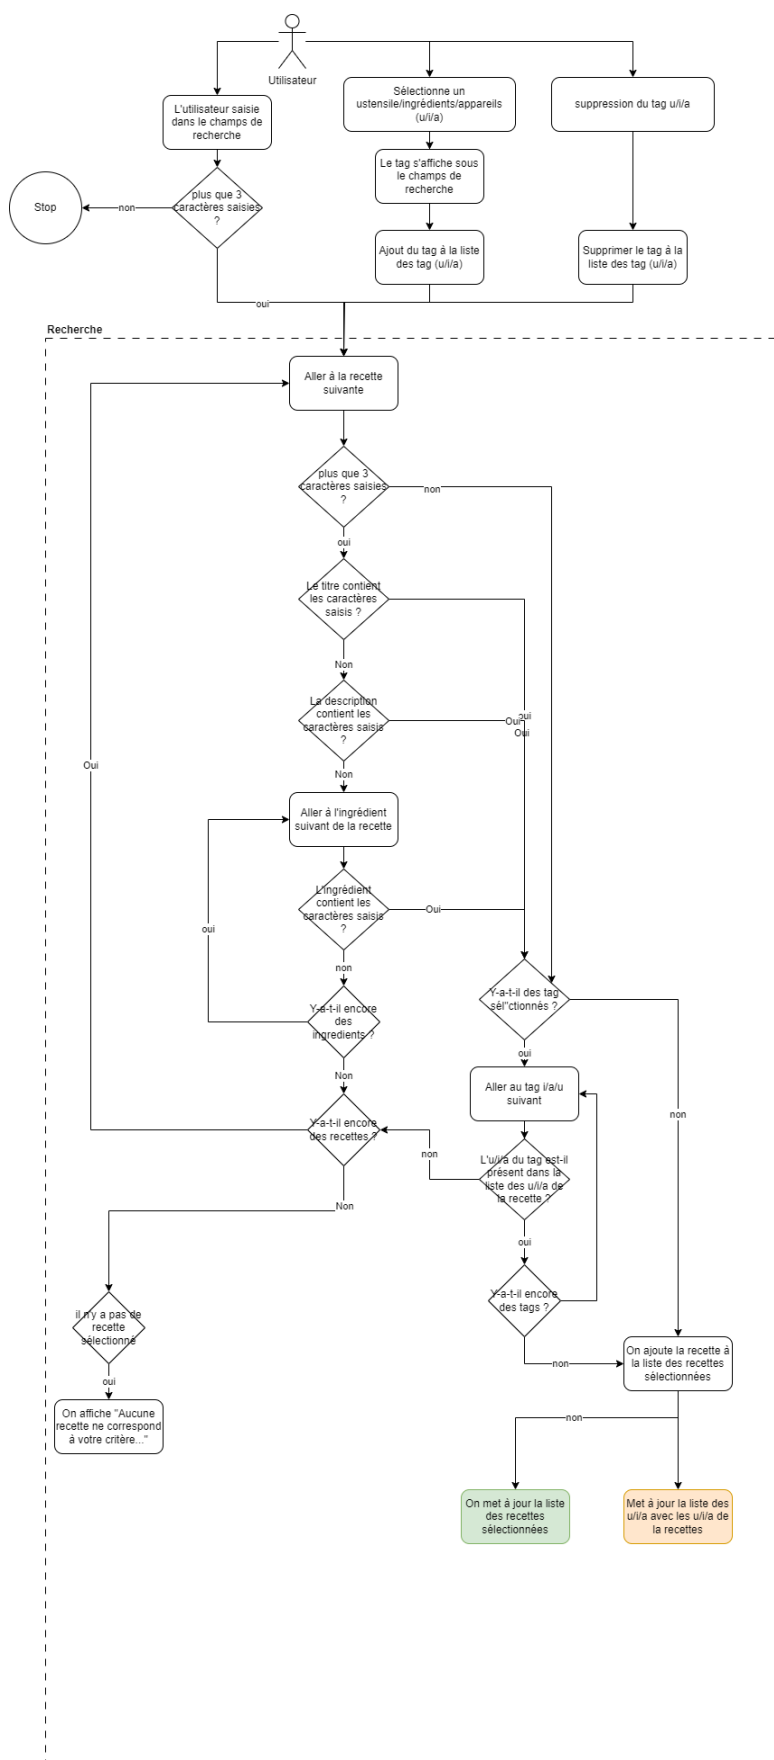 Utilisateur
L'utilisateur saisie
dans le champs de
recherche
Sélectionne un
ustensile/ingrédients/appareils
(u/i/a)
suppression du tag u/i/a
Le tag s'affiche sous
le champs de
recherche
plus que 3
caractères saisies
?
non
Stop
Ajout du tag à la liste
des tag (u/i/a)
Supprimer le tag à la
liste des tag (u/i/a)
oui
Recherche
Aller à la recette
suivante
plus que 3
caractères saisies
?
non
oui
Le titre contient
les caractères
saisis ?
Non
oui
La description
contient les
caractères saisis
?
Oui
Oui
Non
Oui
Aller à l'ingrédient
suivant de la recette
L'ingrédient
contient les
caractères saisis
?
Oui
oui
non
Y-a-t-il des tag
sél"ctionnés ?
Y-a-t-il encore
des
ingredients ?
oui
Non
Aller au tag i/a/u
suivant
non
Y-a-t-il encore
des recettes ?
non
L'u/i/a du tag est-il
présent dans la
liste des u/i/a de
la recette ?
Non
oui
Y-a-t-il encore
des tags ?
il n'y a pas de
recette
sélectionné
non
On ajoute la recette à
la liste des recettes
sélectionnées
oui
On affiche "Aucune
recette ne correspond
à votre critère..."
non
On met à jour la liste
des recettes
sélectionnées
Met à jour la liste des
u/i/a avec les u/i/a de
la recettes